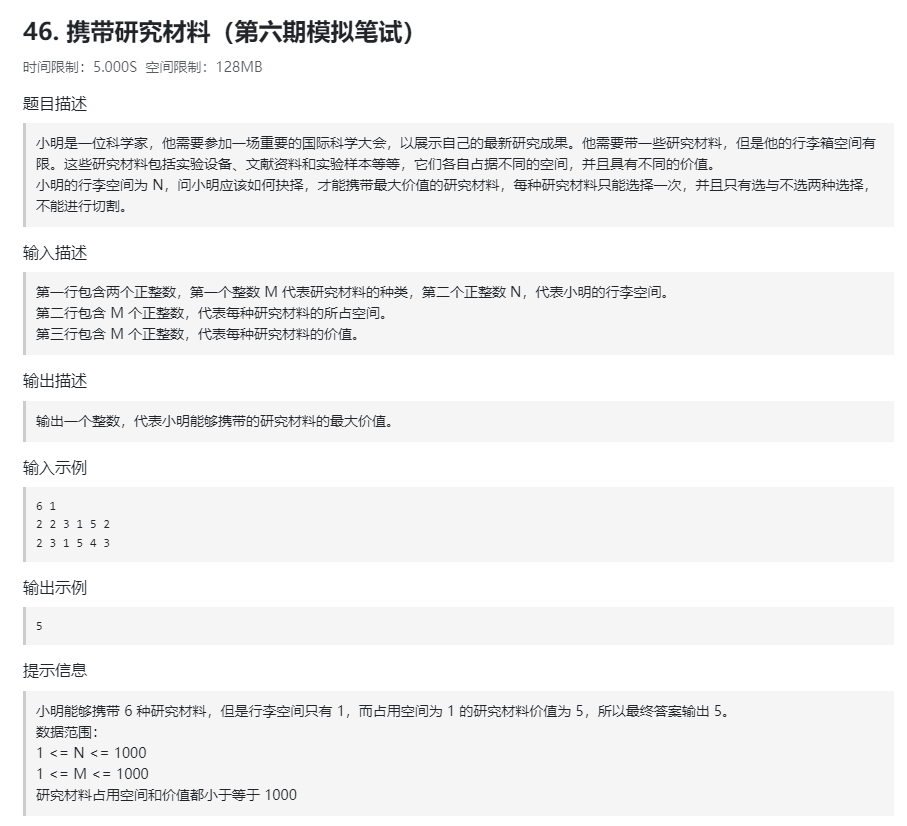 46. 携带研究材料（第六期模拟笔试）
时间限制：5.000S 空间限制：128MB
题目描述
小明是一位科学家，他需要参加一场重要的国际科学大会，以展示自己的最新研究成果。他需要带一些研究材料，但是他的行李箱空间有
限。这些研究材料包括实验设备、文献资料和实验样本等等，它们各自占据不同的空间，并且具有不同的价值。
小明的行李空间为 N，问小明应该如何抉择，才能携带最大价值的研究材料，每种研究材料只能选择一次，并且只有选与不选两种选择，
不能进行切割。
输入描述
第一行包含两个正整数，第一个整数 M 代表研究材料的种类，第二个正整数 N，代表小明的行李空间。
第二行包含 M 个正整数，代表每种研究材料的所占空间。
第三行包含 M 个正整数，代表每种研究材料的价值。
输出描述
输出一个整数，代表小明能够携带的研究材料的最大价值。
输入示例
6 1
2 2 3 1 5 2
2 3 1 5 4 3
输出示例
5
提示信息
小明能够携带 6 种研究材料，但是行李空间只有 1，而占用空间为 1 的研究材料价值为 5，所以最终答案输出 5。
数据范围：
1 <= N <= 1000
1 <= M <= 1000
研究材料占用空间和价值都小于等于 1000